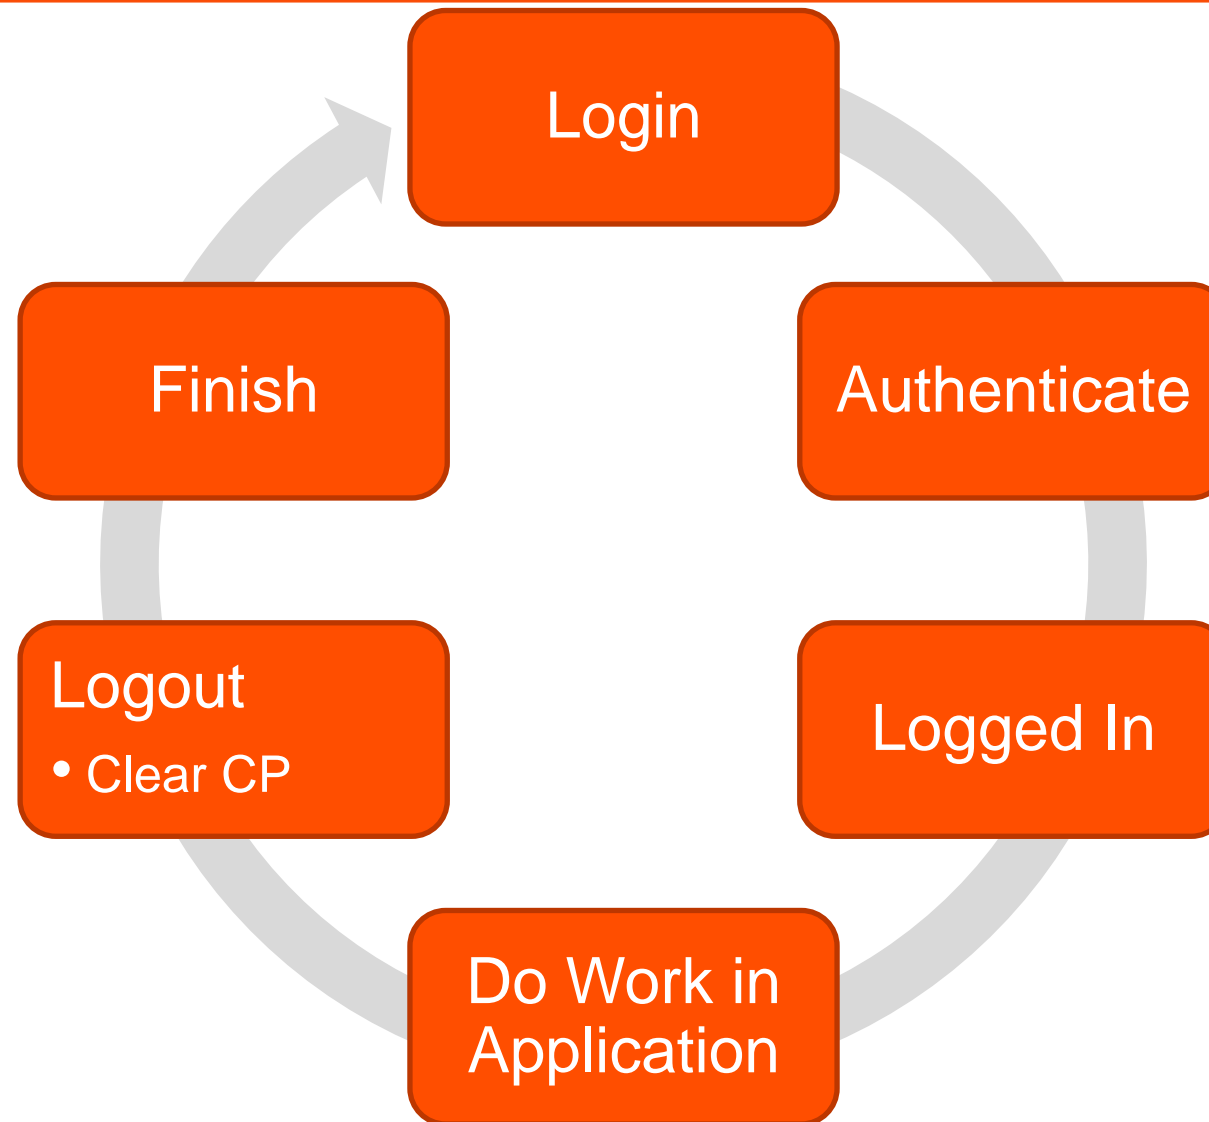 Login
Authenticate
Logged In
Do Work in
Application
Logout
• Clear CP
Finish